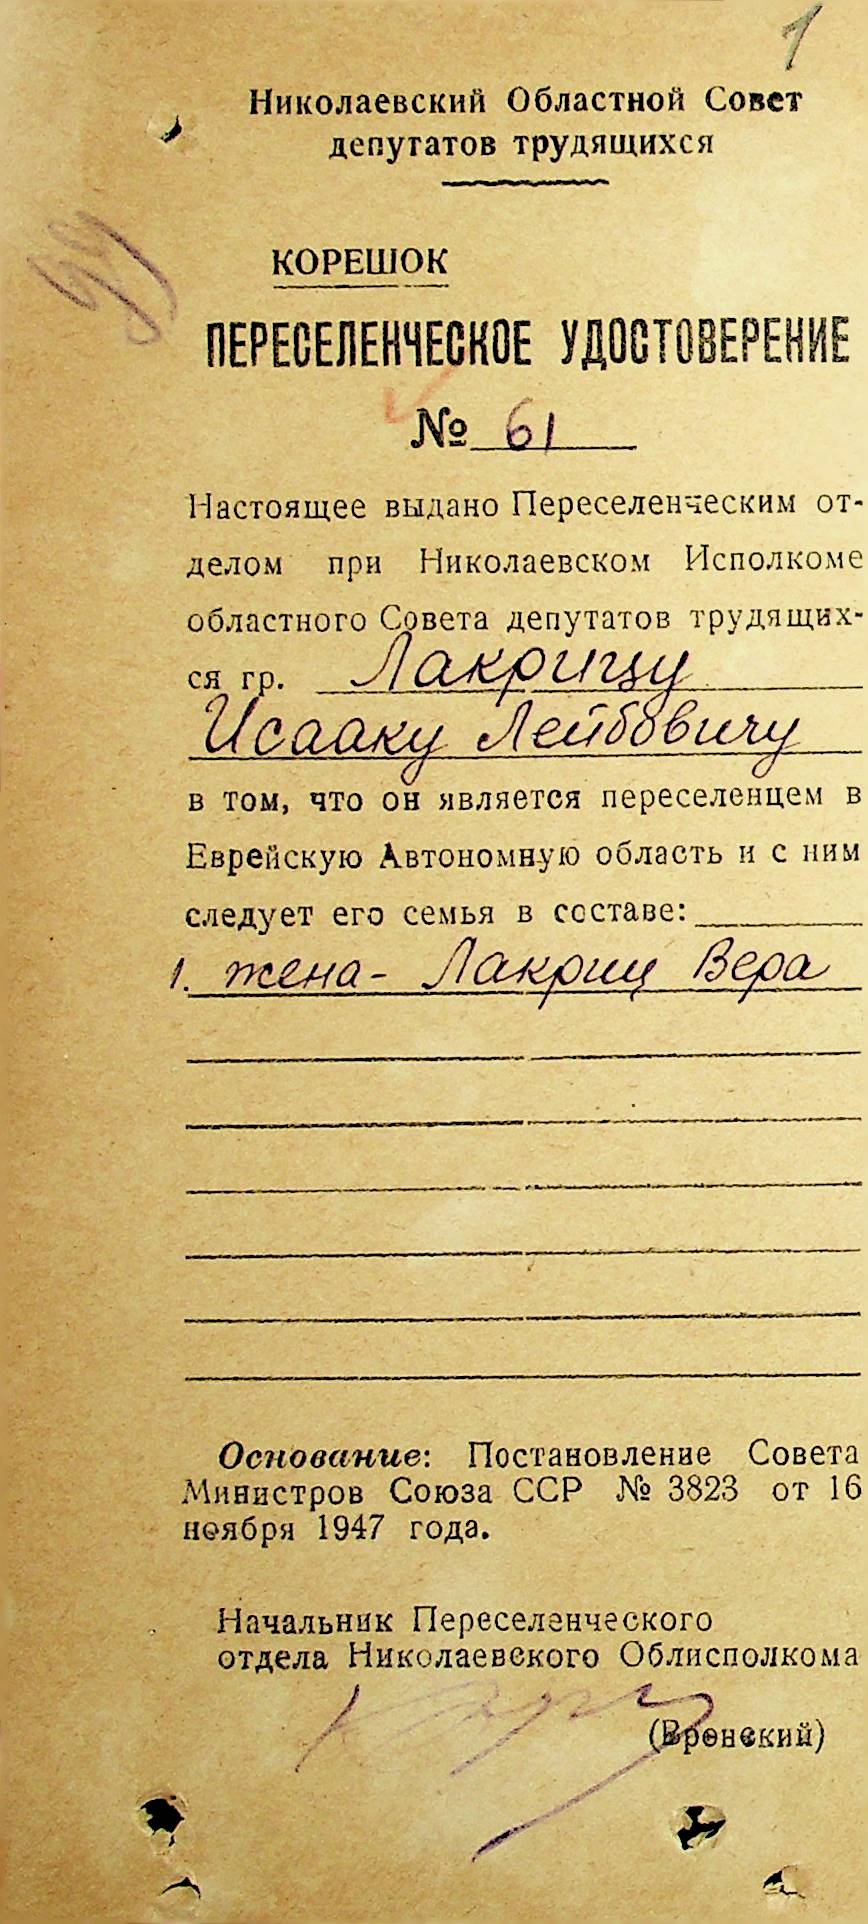 1
Николаевский Областной Совет
депутатов трудящихся
КОРЕШОК
ПЕРЕСЕЛЕНЧЕСКОЕ УДОСТОВЕРЕНИЕ
№ 61
Настоящее выдано Переселенческим от-
делом при Николаевском Исполкоме
областного Совета депутатов трудящих-
ся гр. Лакрицу
Исааку Лейбовичу
в том, что он является переселенцем в
Еврейскую Автономную область и с ним
следует его семья в составе:
1. жена - Лакриц Вера
Основание: Постановление Совета
Министров Союза ССР № 3823 от 16
ноября 1947 года.
Начальник Переселенческого
отдела Николаевского Облисполкома
(Вронский)